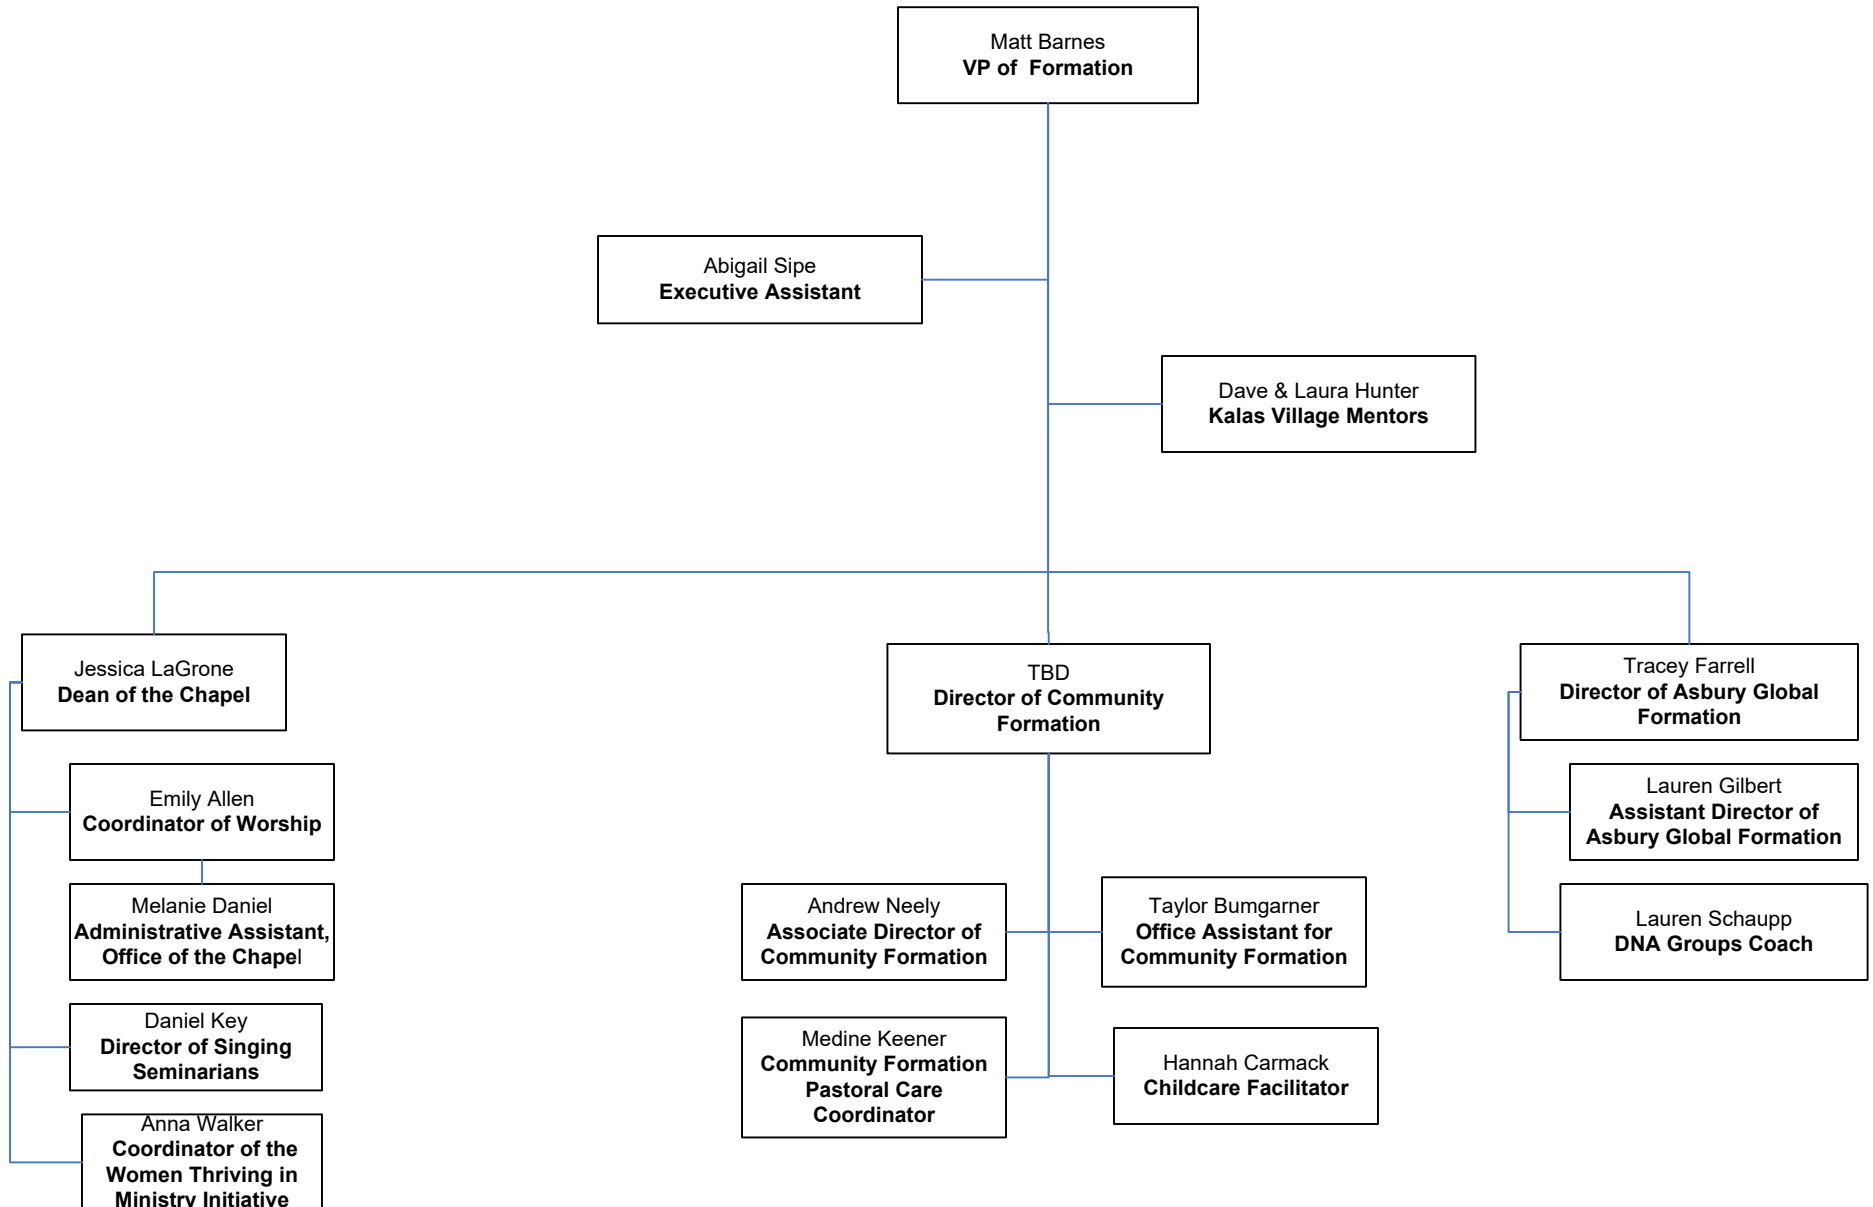 Matt Barnes
VP of  Formation
Abigail Sipe
Executive Assistant
Dave & Laura Hunter
Kalas Village Mentors
Jessica LaGrone
Dean of the Chapel
Emily Allen
Coordinator of Worship
Melanie Daniel
Administrative Assistant,
Office of the Chapel
Daniel Key
Director of Singing
Seminarians
Anna Walker
Coordinator of the
Women Thriving in
Ministry Initiative
TBD
Director of Community
Formation
Andrew Neely
Associate Director of
Community Formation
Taylor Bumgarner
Office Assistant for
Community Formation
Medine Keener
Community Formation
Pastoral Care
Coordinator
Hannah Carmack
Childcare Facilitator
Tracey Farrell
Director of Asbury Global
Formation
Lauren Gilbert
Assistant Director of
Asbury Global Formation
Lauren Schaupp
DNA Groups Coach